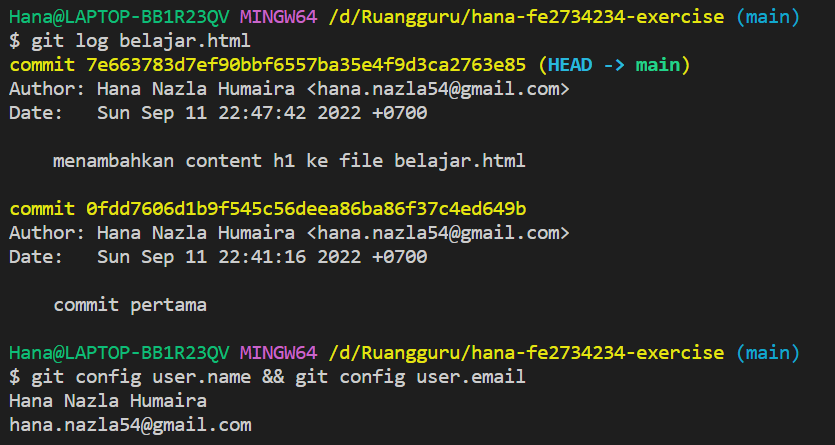 Hana@LAPTOP-BB1R23QV MINGW64 /d/Ruangguru/hana-fe2734234-exercise (main)
$ git log belajar.html
commit 7e663783d7ef90bbf6557ba35e4f9d3ca2763e85 (HEAD -> main)
Author: Hana Nazla Humaira <hana.nazla54@gmail.com>
Date:   Sun Sep 11 22:47:42 2022 +0700
    menambahkan content h1 ke file belajar.html
commit 0fdd7606d1b9f545c56deea86ba86f37c4ed649b
Author: Hana Nazla Humaira <hana.nazla54@gmail.com>
Date:   Sun Sep 11 22:41:16 2022 +0700
    commit pertama
Hana@LAPTOP-BB1R23QV MINGW64 /d/Ruangguru/hana-fe2734234-exercise (main)
$ git config user.name && git config user.email
Hana Nazla Humaira
hana.nazla54@gmail.com